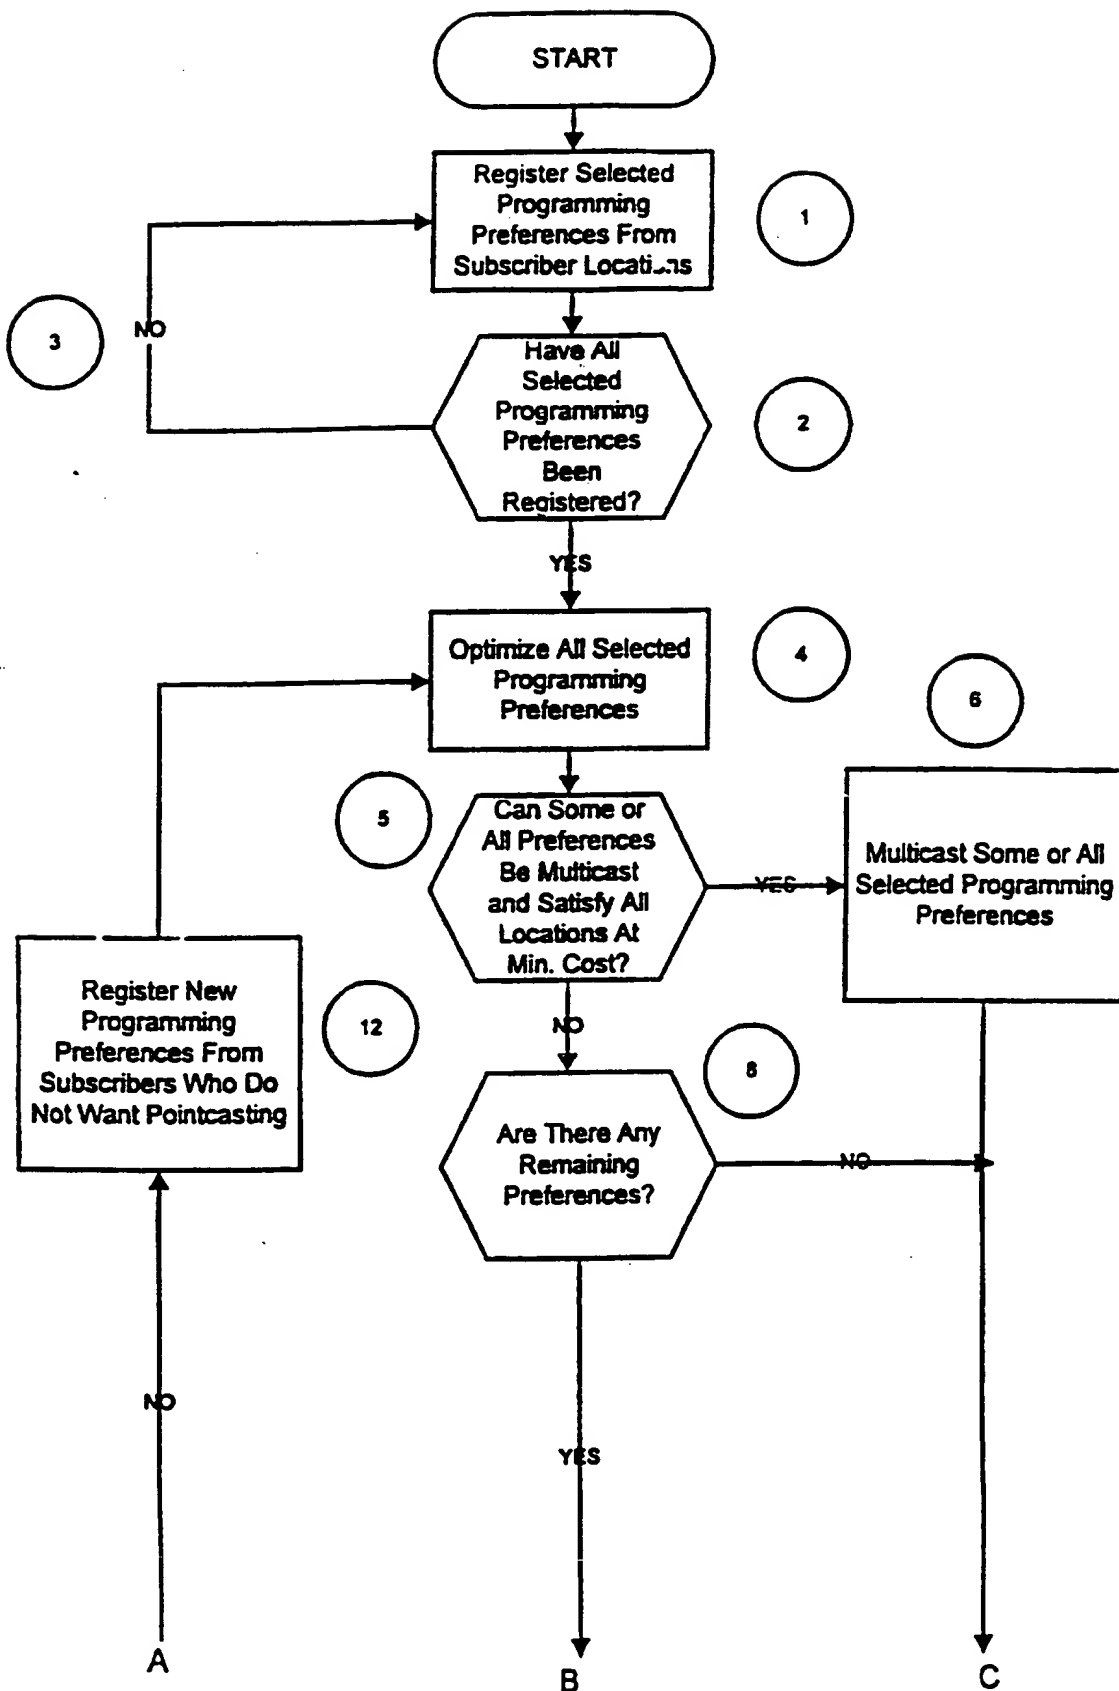 START
Register Selected
Programming
Preferences From
Subscriber
1
NO
3
Have All
Selected
Programming
Preferences
Been
Registered?
2
YES
Optimize All Selected
Programming
Preferences
4
6
5
Can Some or
All Preferences
Be Multicast
and Satisfy All
Locations At
Min. Cost?
YES
Multicast Some or All
Selected Programming
Preferences
Register New
Programming
Preferences From
Subscribers Who Do
Not Want Pointcasting
12
NO
8
Are There Any
Remaining
Preferences?
NO
NO
YES
A
B
C